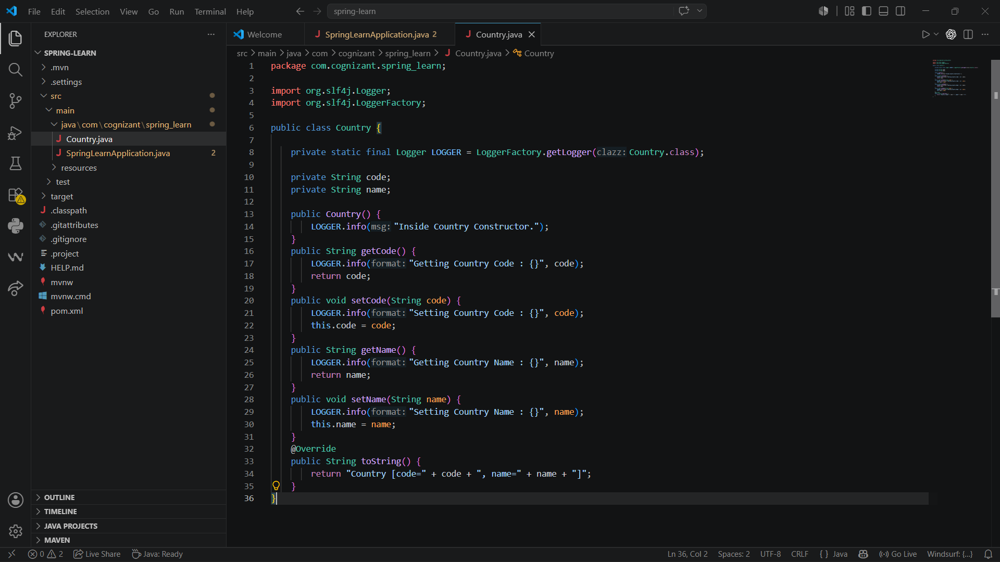 File Edit Selection View Go Run Terminal Help
spring-learn
EXPLORER
SPRING-LEARN
.mvn
.settings
src
main
java\com\cognizant\spring_learn
Country.java
SpringLearnApplication.java 2
resources
test
target
.classpath
.gitattributes
.gitignore
.project
HELP.md
mvnw
mvnw.cmd
pom.xml
OUTLINE
TIMELINE
JAVA PROJECTS
MAVEN
Welcome SpringLearnApplication.java 2 Country.java
src > main > java > com > cognizant > spring_learn > Country.java > Country
1 package com.cognizant.spring_learn;
2
3 import org.slf4j.Logger;
4 import org.slf4j.LoggerFactory;
5
6 public class Country {
7
8 private static final Logger LOGGER = LoggerFactory.getLogger(clazz: Country.class);
9
10 private String code;
11 private String name;
12
13 public Country() {
14 LOGGER.info(msg: "Inside Country Constructor.");
15 }
16 public String getCode() {
17 LOGGER.info(format: "Getting Country Code : {}", code);
18 return code;
19 }
20 public void setCode(String code) {
21 LOGGER.info(format: "Setting Country Code : {}", code);
22 this.code = code;
23 }
24 public String getName() {
25 LOGGER.info(format: "Getting Country Name : {}", name);
26 return name;
27 }
28 public void setName(String name) {
29 LOGGER.info(format: "Setting Country Name : {}", name);
30 this.name = name;
31 }
32 @Override
33 public String toString() {
34 return "Country [code=" + code + ", name=" + name + "]";
35 }
36 }
0 2 Live Share Java: Ready
Ln 36, Col 2 Spaces: 2 UTF-8 CRLF { } Java Go Live Windsurf: {...}